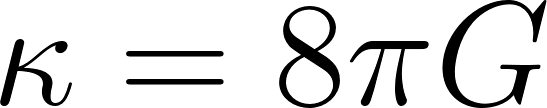 κ = 8πG